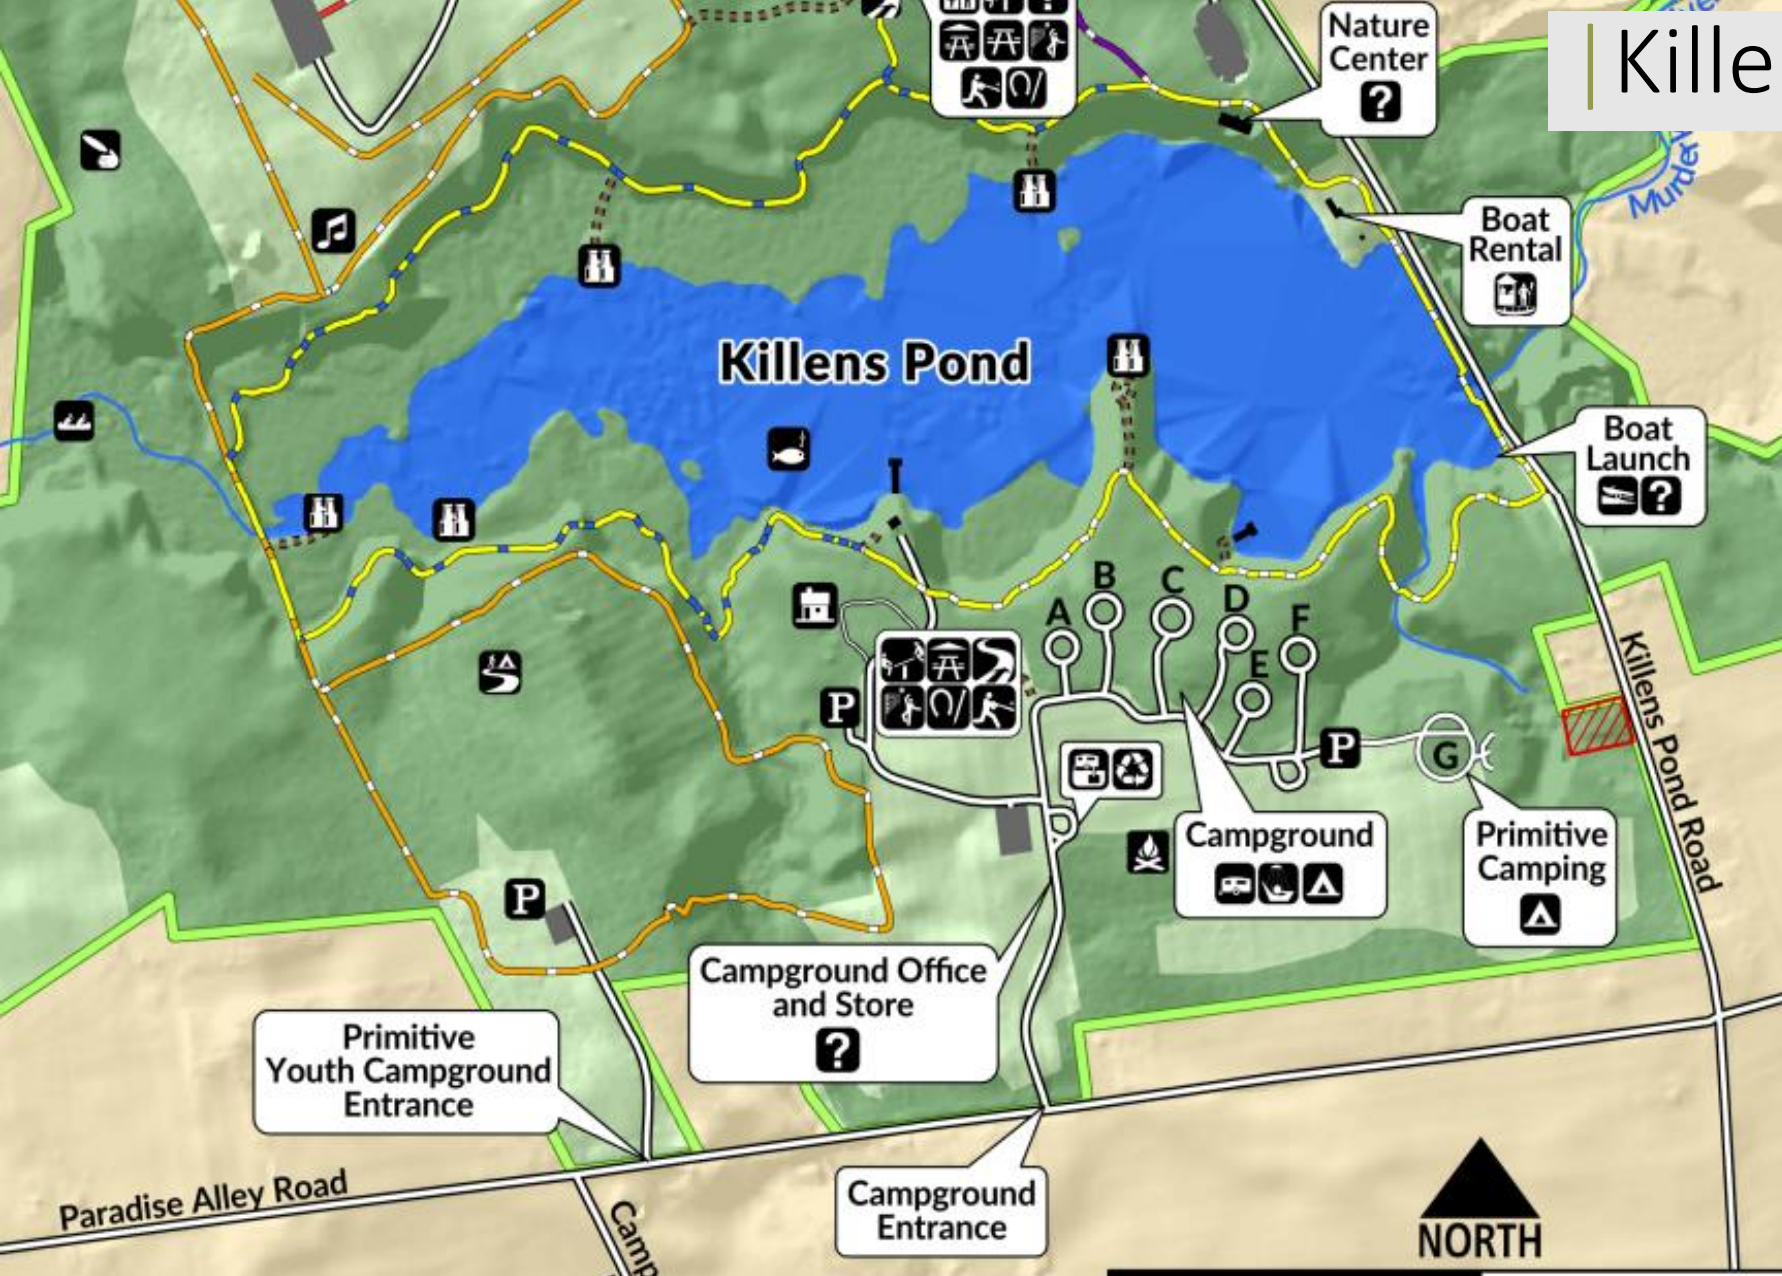 Kille
Nature
Center
?
Boat
Rental
Murder
Killens Pond
Boat
Launch
?
A
B
C
D
E
F
G
P
P
P
Killens Pond Road
Campground
Primitive
Camping
Campground Office
and Store
?
Primitive
Youth Campground
Entrance
Campground
Entrance
Paradise Alley Road
Camp
NORTH